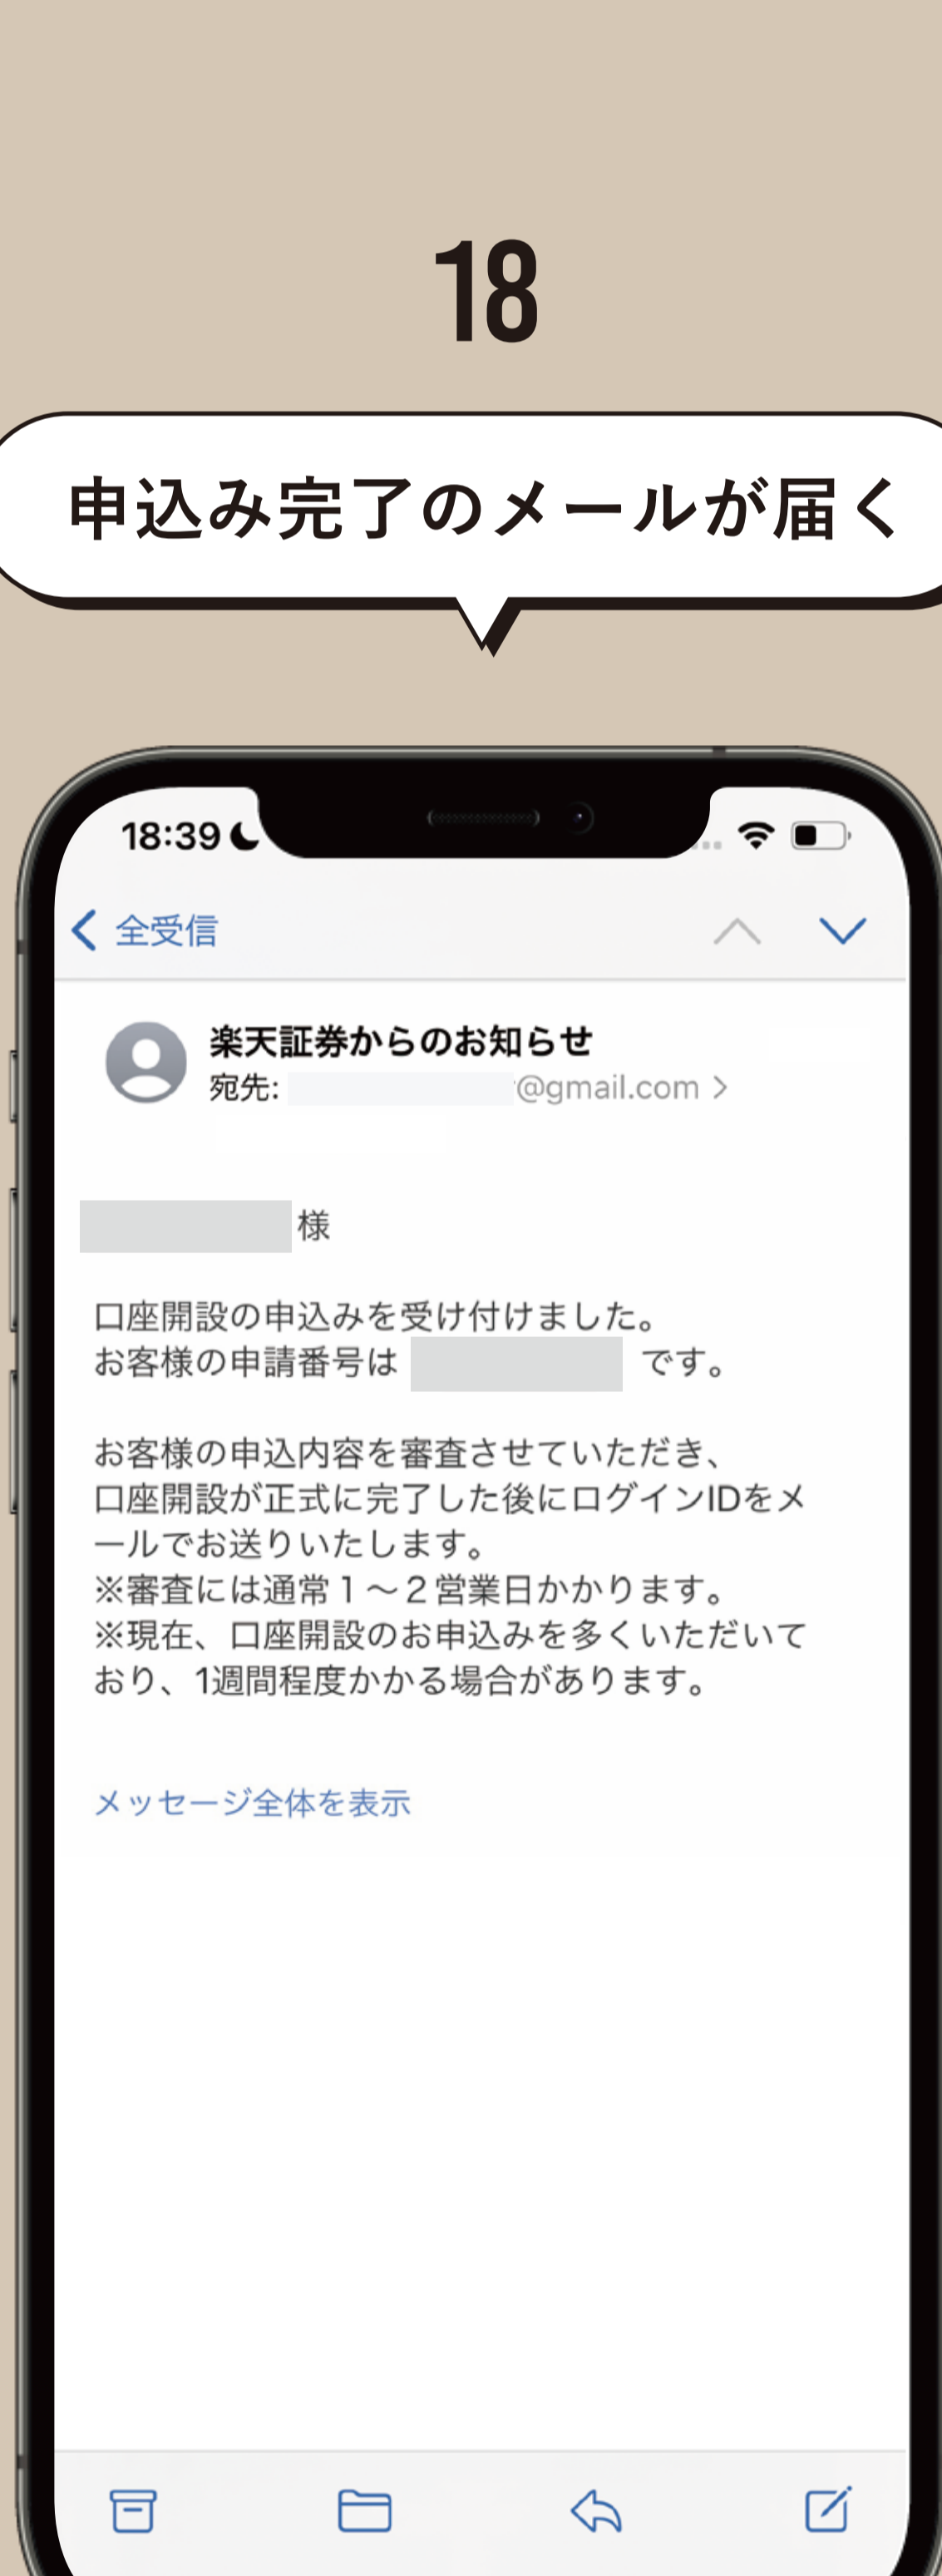 18
申込み完了のメールが届く
18:39
全受信
楽天証券からのお知らせ
宛先: @gmail.com
様
口座開設の申込みを受け付けました。
お客様の申請番号は です。
お客様の申込内容を審査させていただき、
口座開設が正式に完了した後にログインIDをメ
ールでお送りいたします。
※審査には通常１～２営業日かかります。
※現在、口座開設のお申込みを多くいただいて
おり、1週間程度かかる場合があります。
メッセージ全体を表示